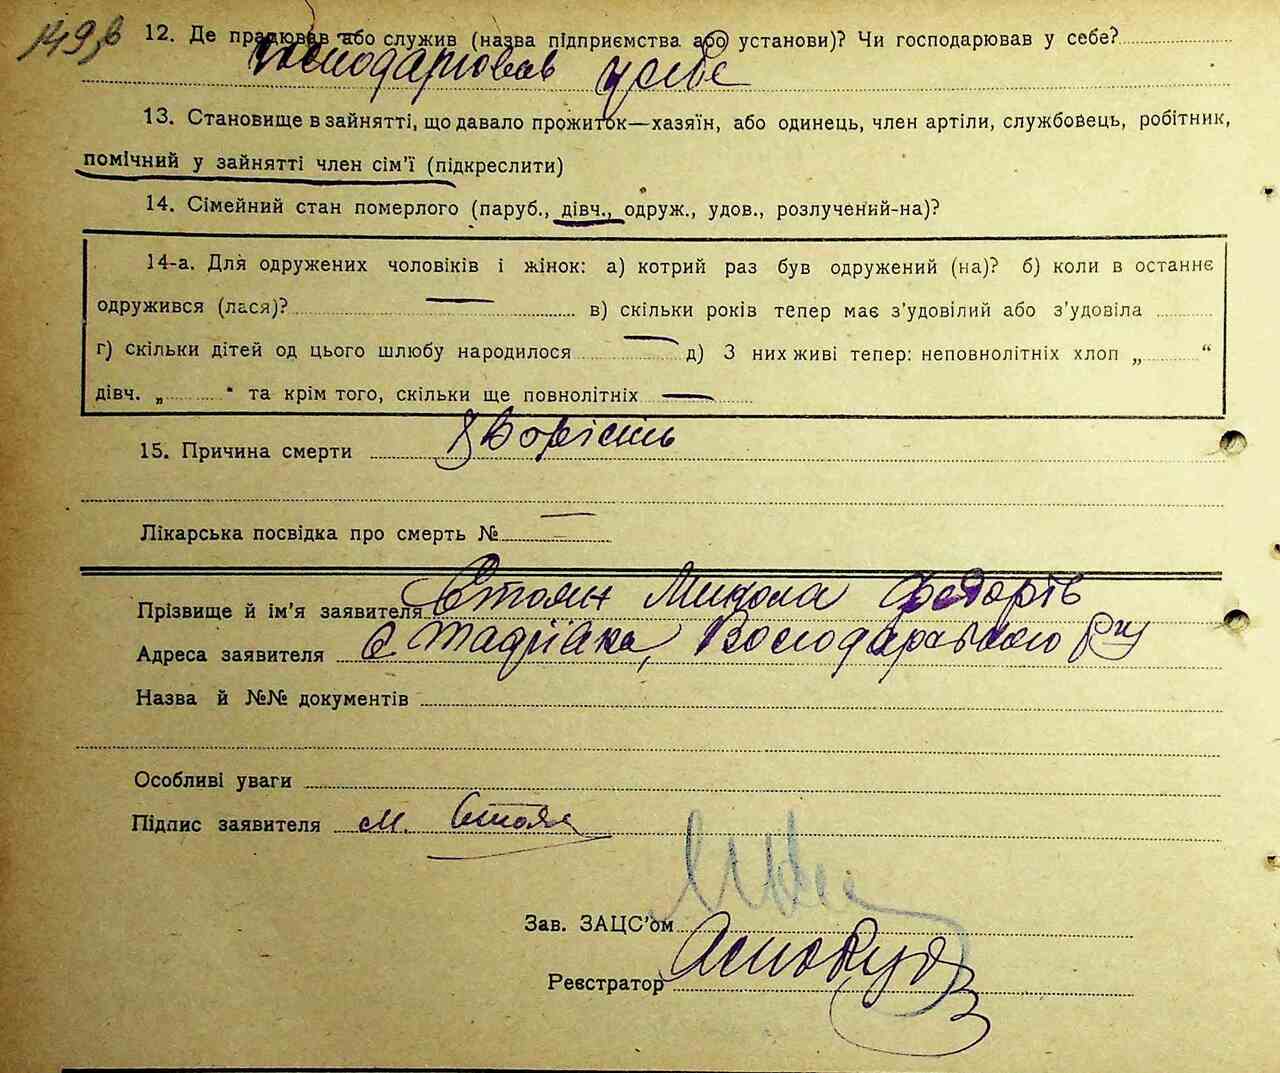 149, в
12. Де працював або служив (назва підприємства або установи)? Чи господарював у себе?
господарював у себе
13. Становище в зайнятті, що давало прожиток—хазяїн, або одинець, член артілі, службовець, робітник,
помічний у зайнятті член сім'ї (підкреслити)
14. Сімейний стан померлого (паруб., дівч., одруж., удов., розлучений-на)?
14-а. Для одружених чоловіків і жінок: а) котрий раз був одружений (на)? б) коли в останнє
одружився (лася)? — в) скільки років тепер має з'удовілий або з'удовіла
г) скільки дітей од цього шлюбу народилося — д) З них живі тепер: неповнолітніх хлоп „ “
дівч. „ “ та крім того, скільки ще повнолітніх —
15. Причина смерти Хворість
Лікарська посвідка про смерть № —
Прізвище й ім'я заявителя Стоян Микола Федорів
Адреса заявителя с. Тадіївка, Володарського р-ну
Назва й №№ документів
Особливі уваги
Підпис заявителя М. Стоян
Зав. ЗАЦС'ом
Реєстратор